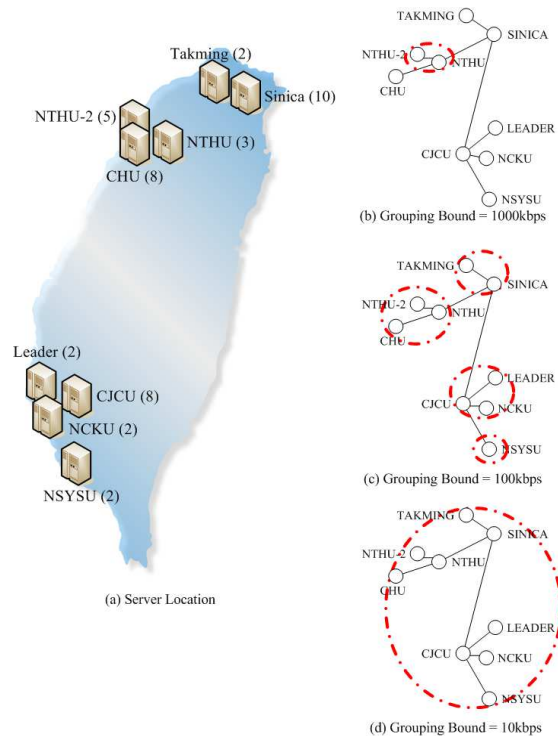 Takming (2)
Sinica (10)
NTHU-2 (5)
NTHU (3)
CHU (8)
Leader (2)
CJCU (8)
NCKU (2)
NSYSU (2)
(a) Server Location
TAKMING
SINICA
NTHU-2
NTHU
CHU
LEADER
CJCU
NCKU
NSYSU
(b) Grouping Bound = 1000kbps
TAKMING
SINICA
NTHU-2
NTHU
CHU
LEADER
CJCU
NCKU
NSYSU
(c) Grouping Bound = 100kbps
TAKMING
SINICA
NTHU-2
NTHU
CHU
LEADER
CJCU
NCKU
NSYSU
(d) Grouping Bound = 10kbps